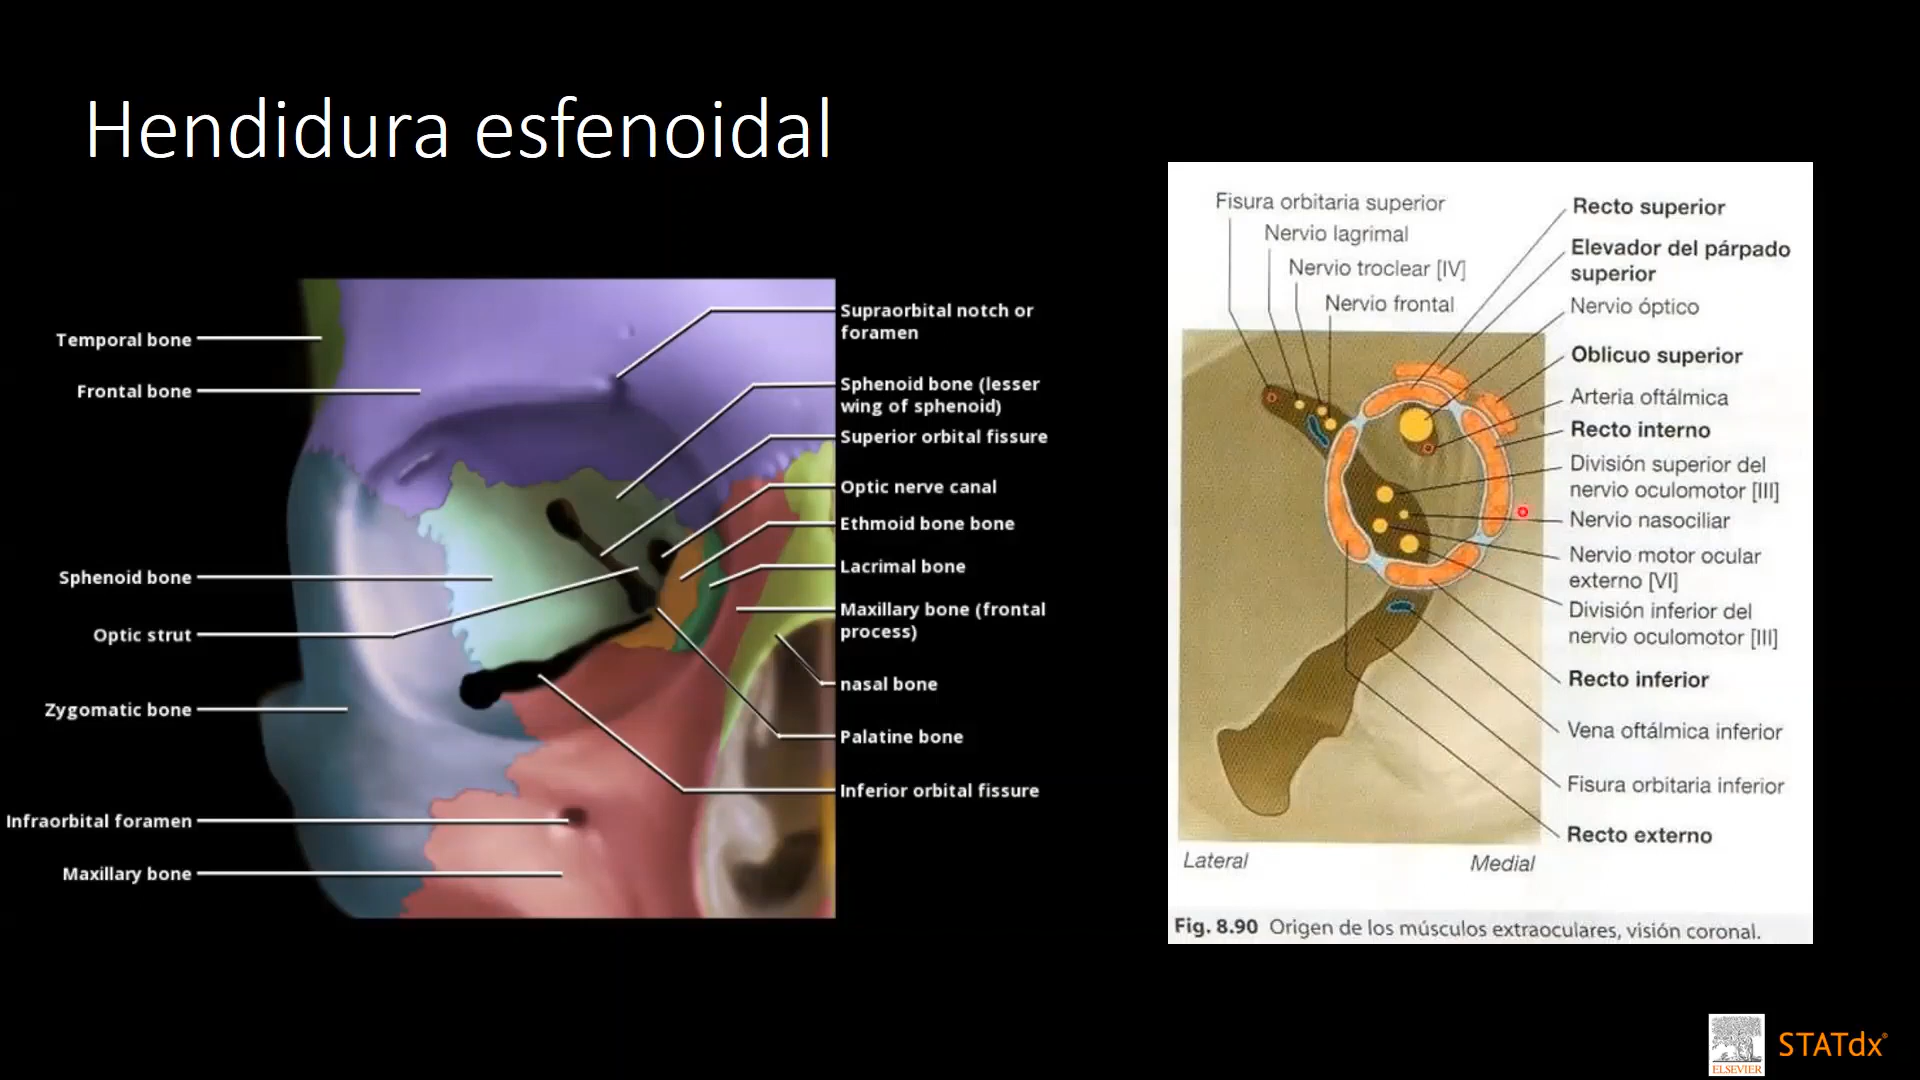 Hendidura esfenoidal
Temporal bone
Frontal bone
Sphenoid bone
Optic strut
Zygomatic bone
Infraorbital foramen
Maxillary bone
Supraorbital notch or
foramen
Sphenoid bone (lesser
wing of sphenoid)
Superior orbital fissure
Optic nerve canal
Ethmoid bone bone
Lacrimal bone
Maxillary bone (frontal
process)
nasal bone
Palatine bone
Inferior orbital fissure
Fisura orbitaria superior
Nervio lagrimal
Nervio troclear [IV]
Nervio frontal
Recto superior
Elevador del párpado
superior
Nervio óptico
Oblicuo superior
Arteria oftálmica
Recto interno
División superior del
nervio oculomotor [III]
Nervio nasociliar
Nervio motor ocular
externo [VI]
División inferior del
nervio oculomotor [III]
Recto inferior
Vena oftálmica inferior
Fisura orbitaria inferior
Recto externo
Lateral
Medial
Fig. 8.90 Origen de los músculos extraoculares, visión coronal.
ELSEVIER
STATdx®